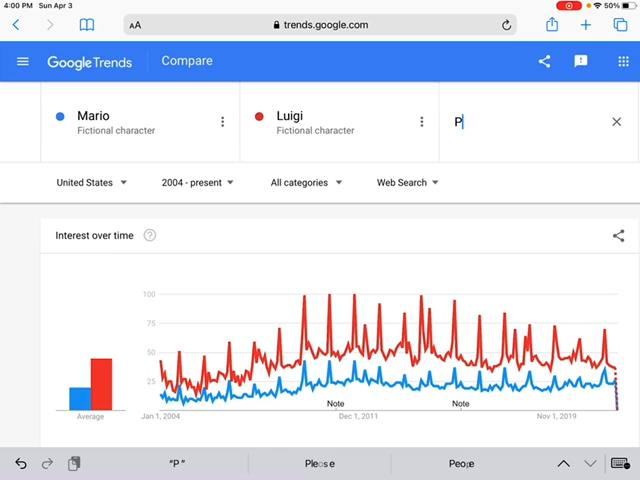 4:00 PM Sun Apr 3
50%
AA
trends.google.com
Google Trends
Compare
Mario
Fictional character
Luigi
Fictional character
P
United States
2004 - present
All categories
Web Search
Interest over time
?
100
75
50
25
Note
Note
Average
Jan 1, 2004
Dec 1, 2011
Nov 1, 2019
"P"
Please
People